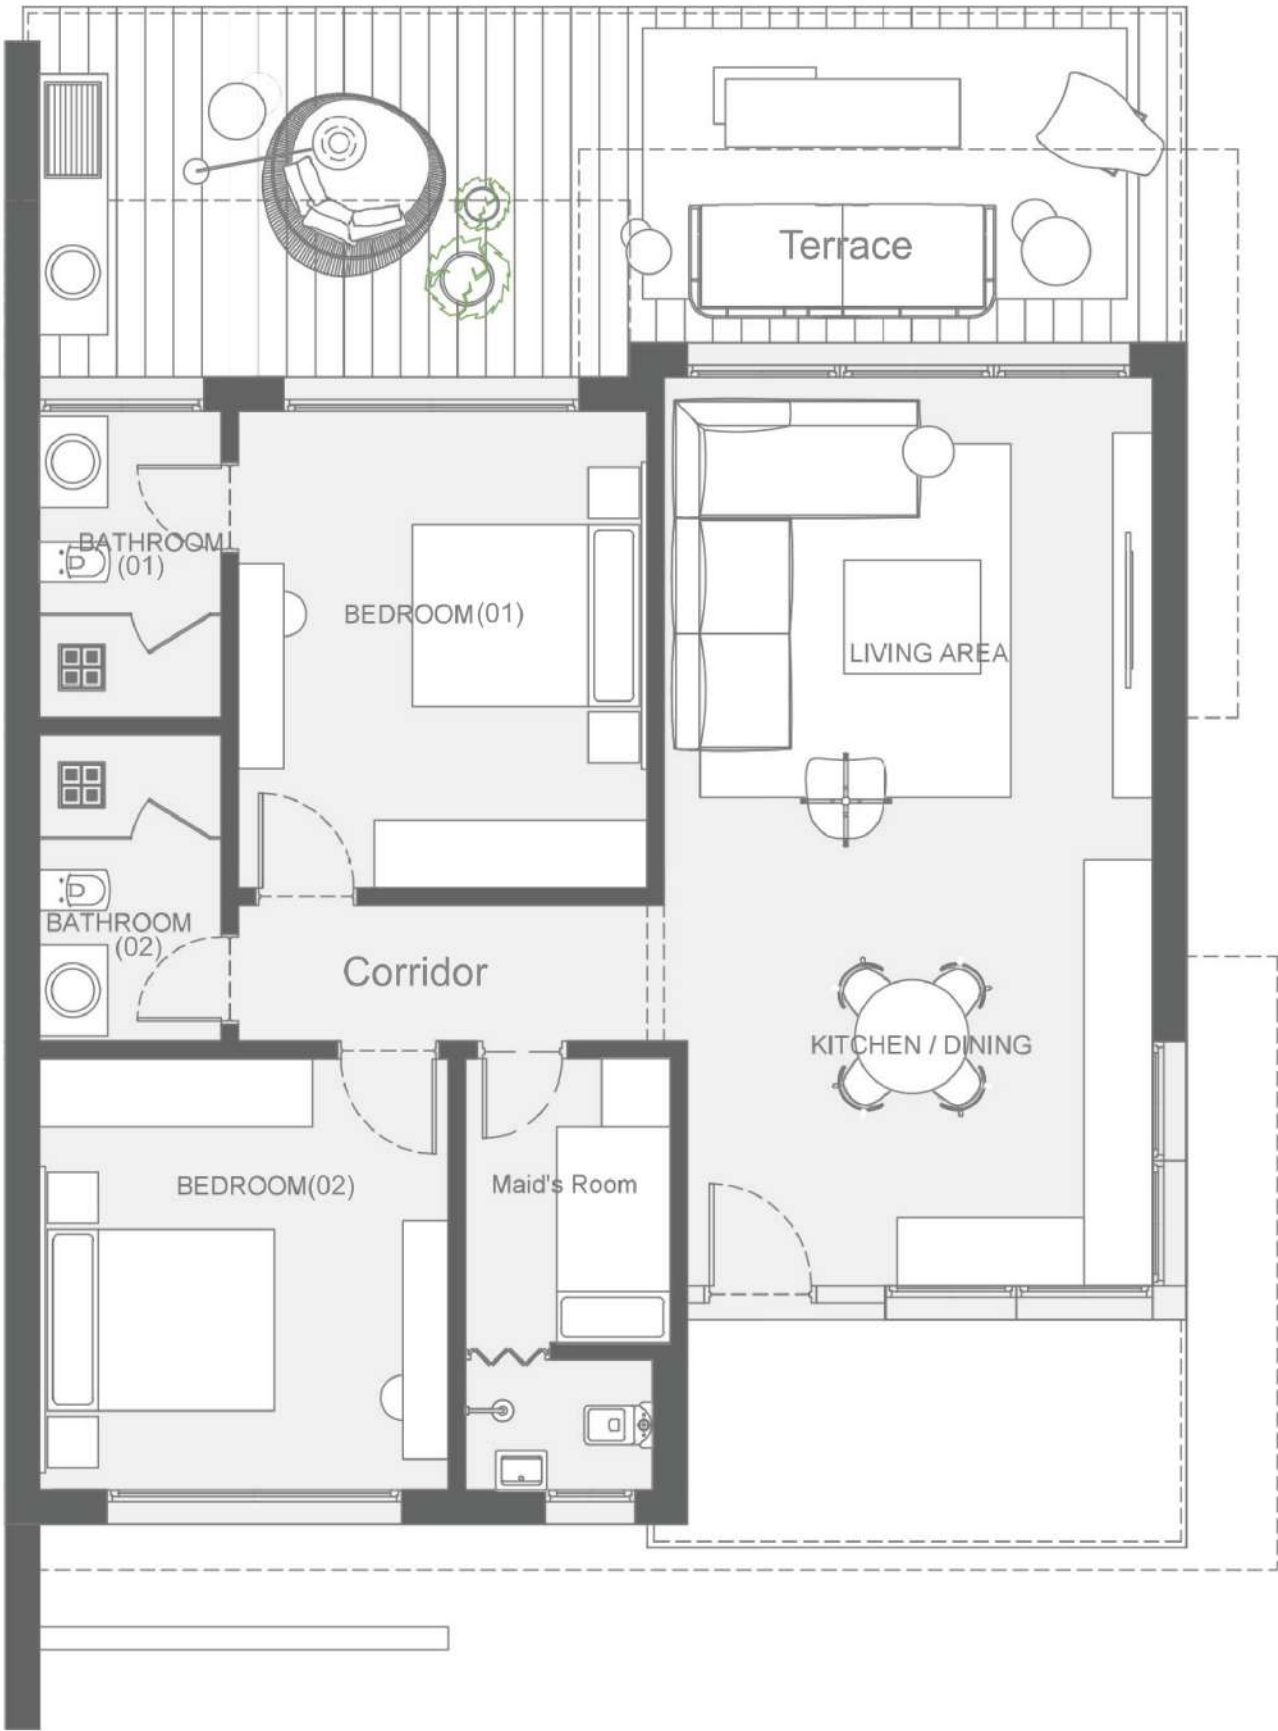 Terrace
BATHROOM
(01)
BEDROOM(01)
LIVING AREA
BATHROOM
(02)
Corridor
KITCHEN / DINING
BEDROOM(02)
Maid's Room